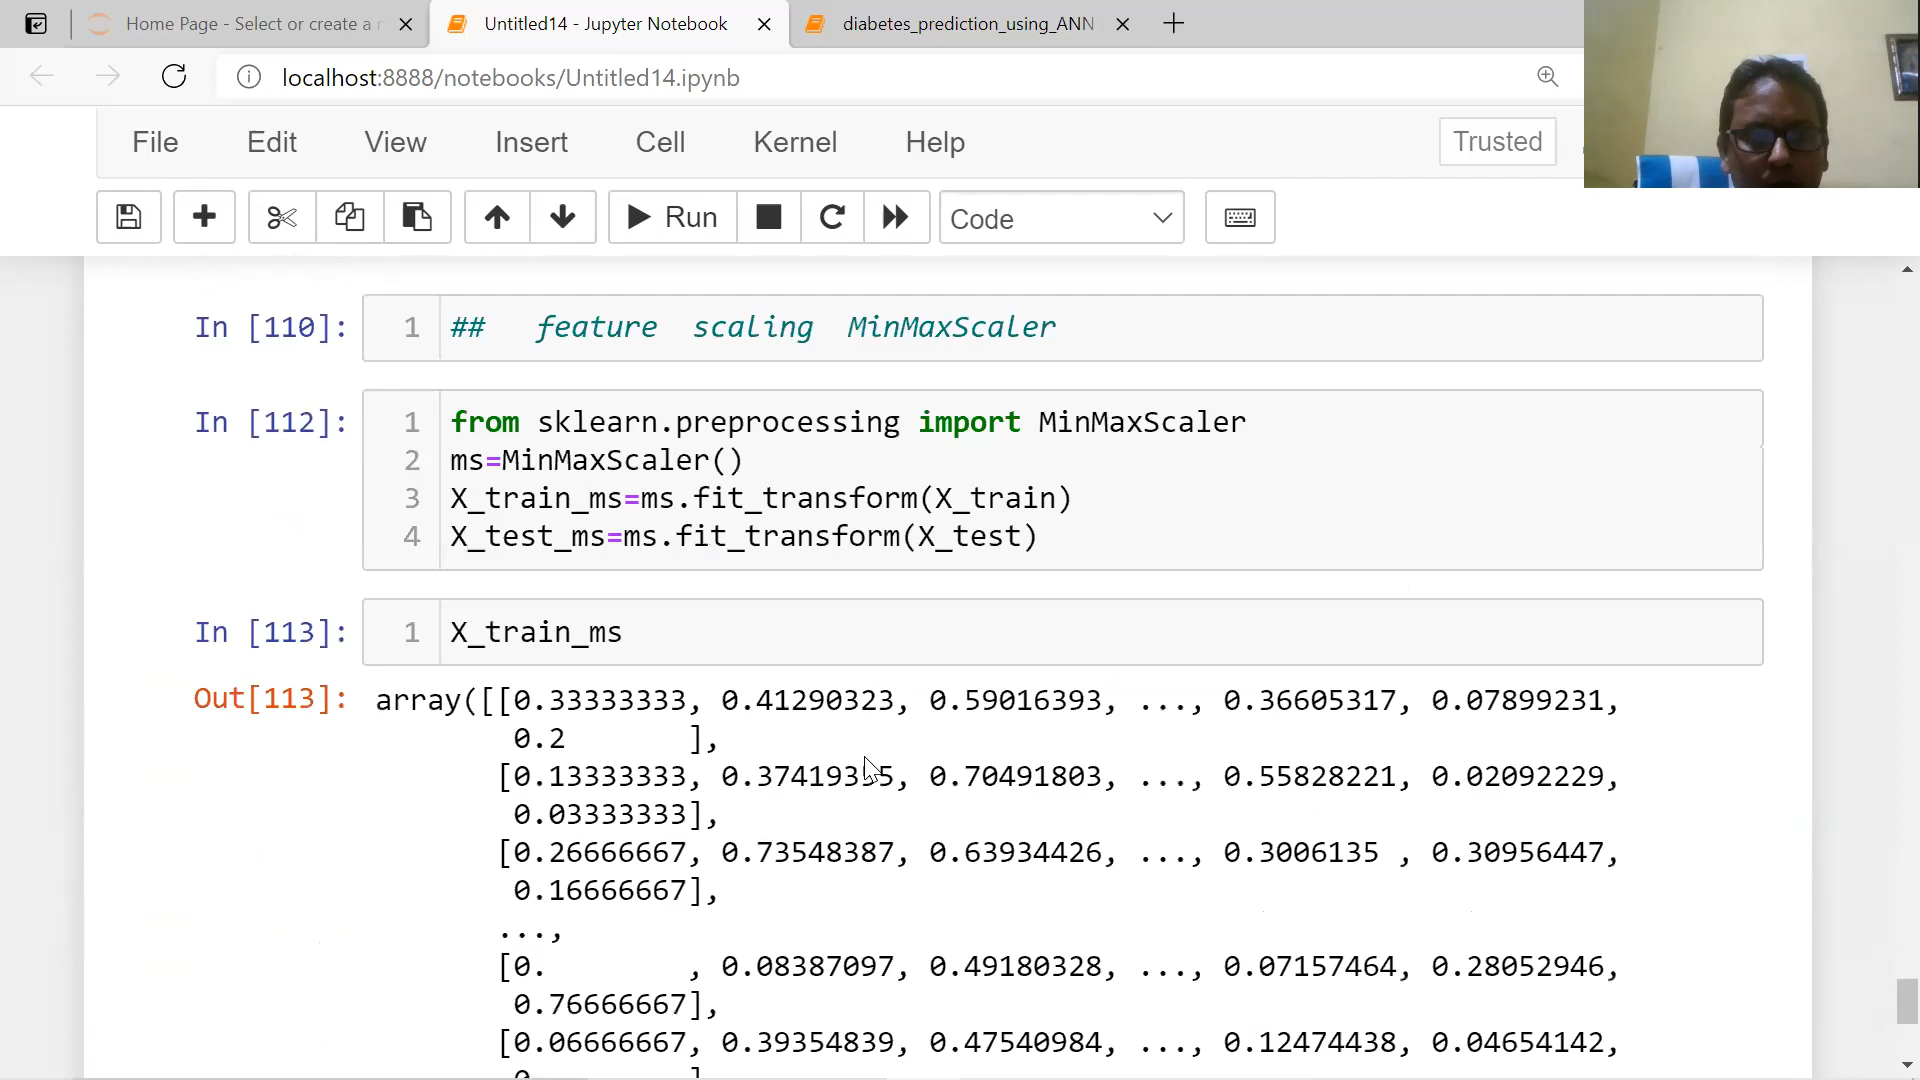 Home Page - Select or create a n
Untitled14 - Jupyter Notebook
diabetes_prediction_using_ANN
localhost:8888/notebooks/Untitled14.ipynb
File Edit View Insert Cell Kernel Help Trusted
Run Code
In [110]: 1 ## feature scaling MinMaxScaler
In [112]: 1 from sklearn.preprocessing import MinMaxScaler
2 ms=MinMaxScaler()
3 X_train_ms=ms.fit_transform(X_train)
4 X_test_ms=ms.fit_transform(X_test)
In [113]: 1 X_train_ms
Out[113]: array([[0.33333333, 0.41290323, 0.59016393, ..., 0.36605317, 0.07899231,
0.2 ],
[0.13333333, 0.37419355, 0.70491803, ..., 0.55828221, 0.02092229,
0.03333333],
[0.26666667, 0.73548387, 0.63934426, ..., 0.3006135 , 0.30956447,
0.16666667],
...,
[0. , 0.08387097, 0.49180328, ..., 0.07157464, 0.28052946,
0.76666667],
[0.06666667, 0.39354839, 0.47540984, ..., 0.12474438, 0.04654142,